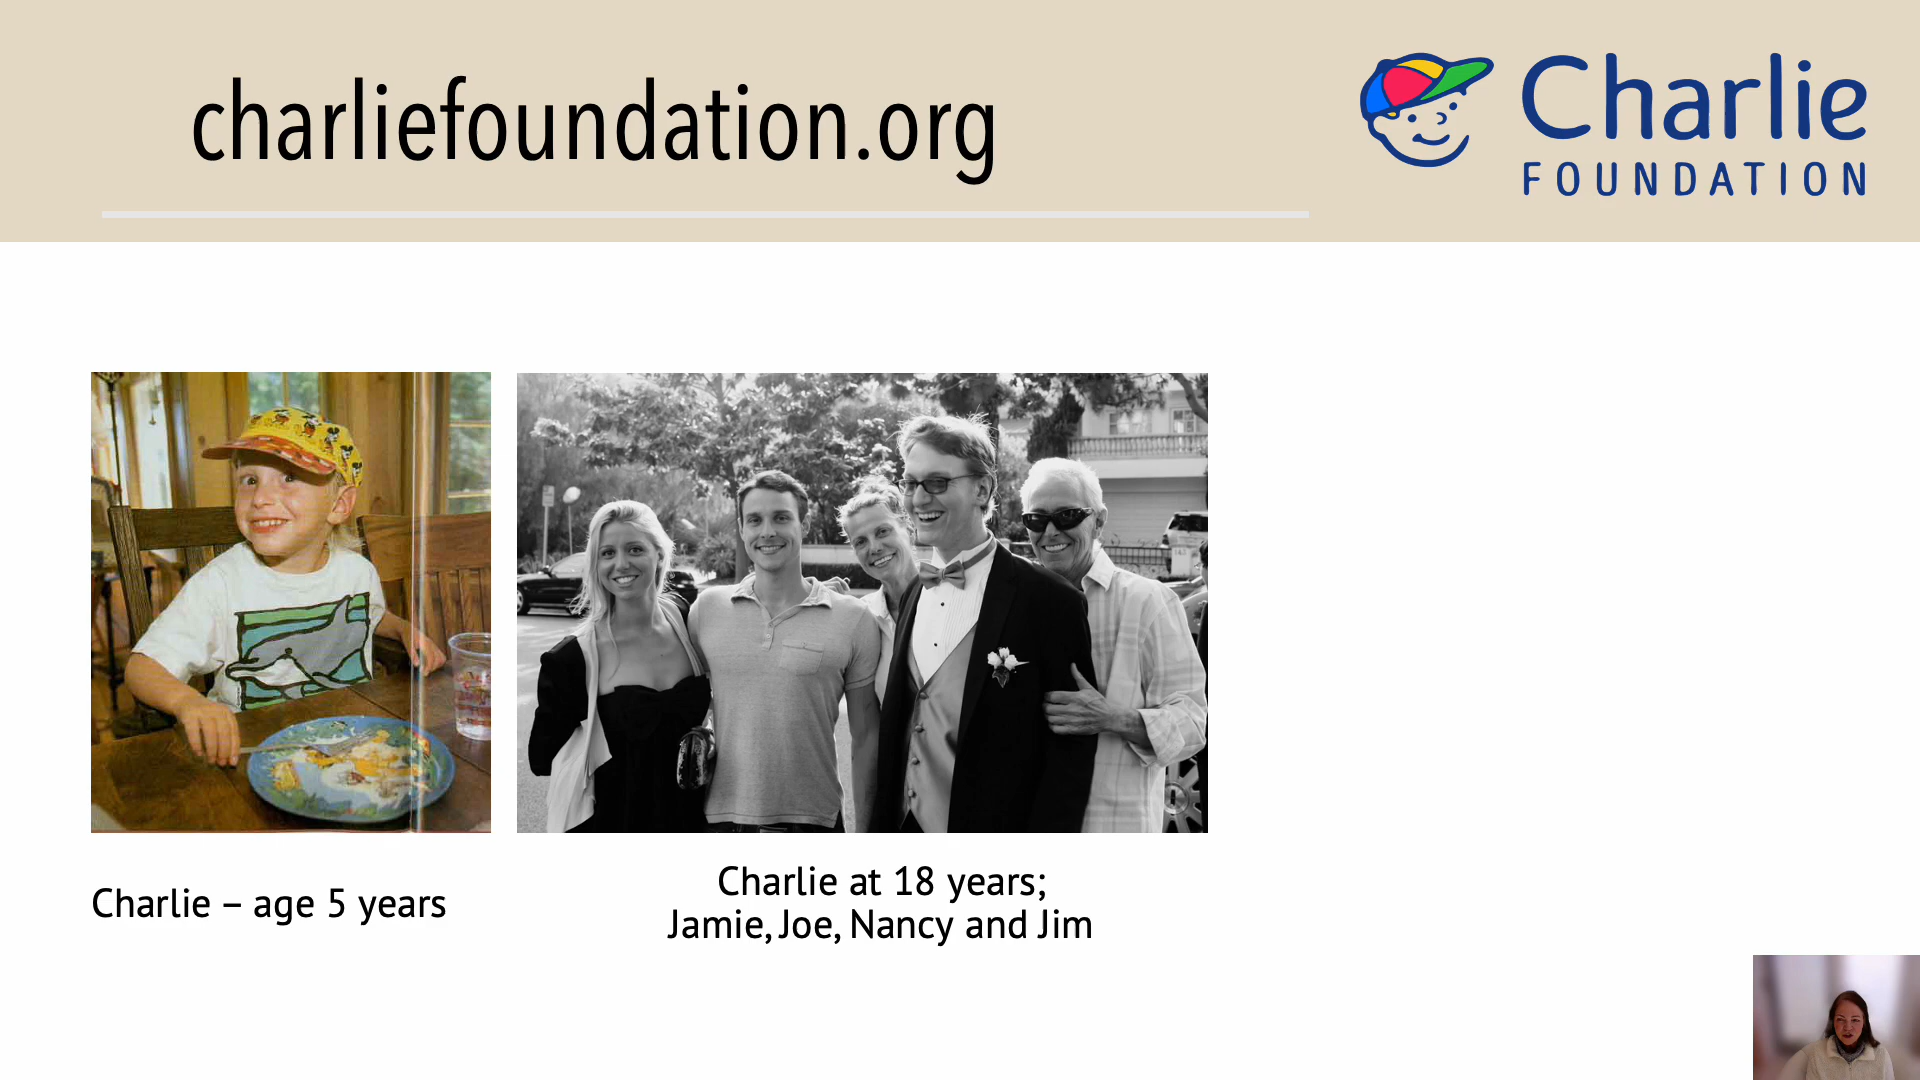 charliefoundation.org
Charlie
FOUNDATION
Charlie – age 5 years
Charlie at 18 years;
Jamie, Joe, Nancy and Jim